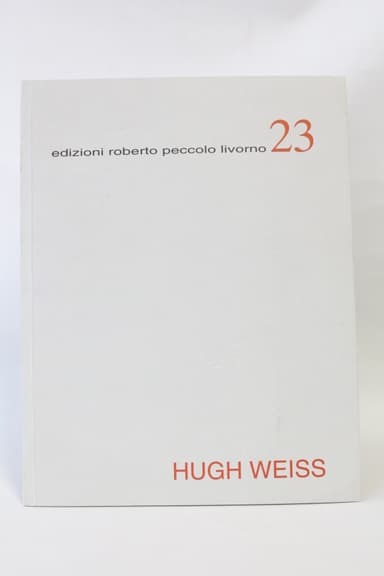 edizioni roberto peccolo livorno 23
HUGH WEISS